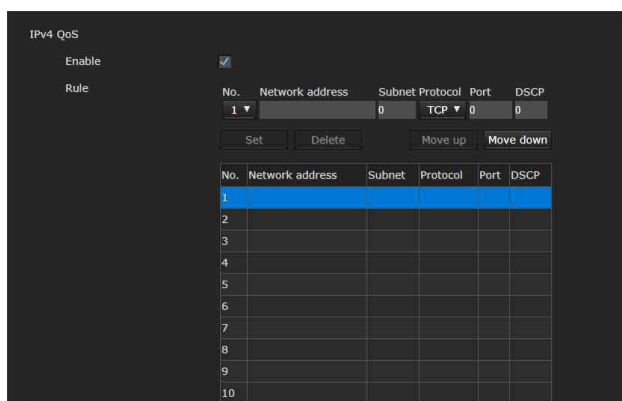 IPv4 QoS
Enable
Rule
No. Network address Subnet Protocol Port DSCP
1 0 TCP 0 0
Set Delete Move up Move down
No. Network address Subnet Protocol Port DSCP
1
2
3
4
5
6
7
8
9
10